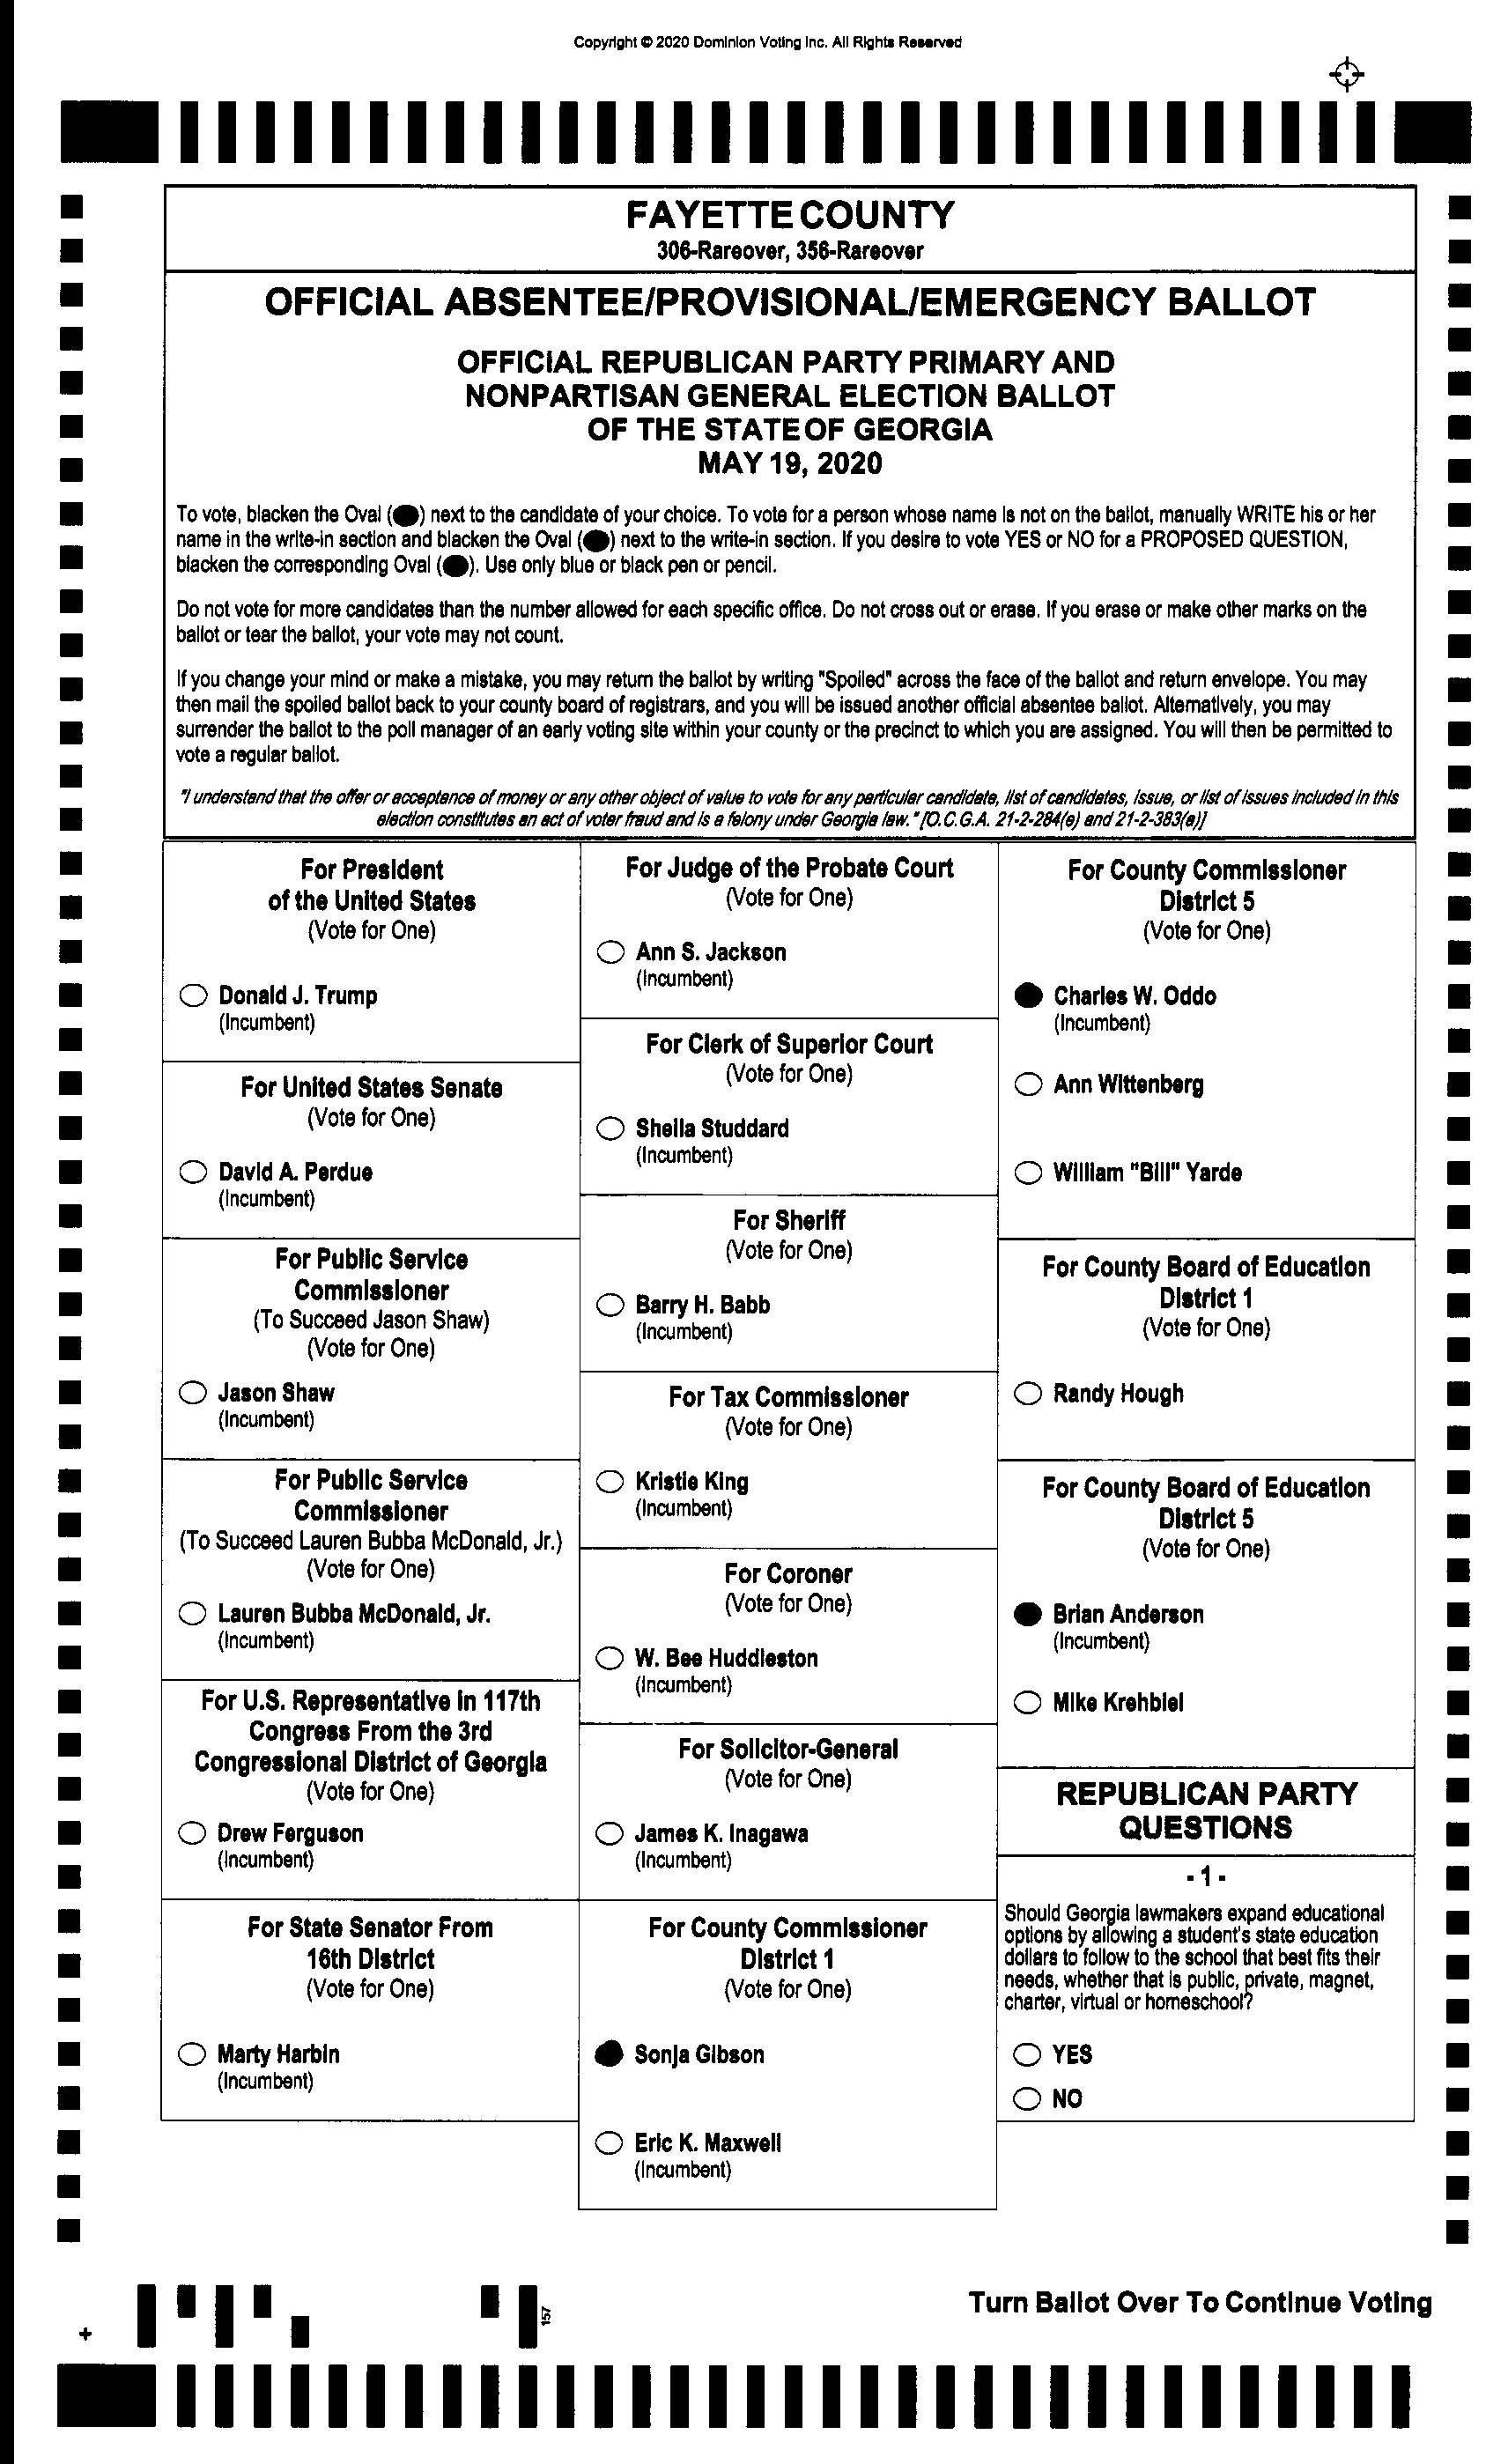 Copyright © 2020 Dominion Voting Inc. All Rights Reserved
FAYETTE COUNTY
306-Rareover, 356-Rareover
OFFICIAL ABSENTEE/PROVISIONAL/EMERGENCY BALLOT
OFFICIAL REPUBLICAN PARTY PRIMARY AND
NONPARTISAN GENERAL ELECTION BALLOT
OF THE STATE OF GEORGIA
MAY 19, 2020
To vote, blacken the Oval (●) next to the candidate of your choice. To vote for a person whose name is not on the ballot, manually WRITE his or her
name in the write-in section and blacken the Oval (●) next to the write-in section. If you desire to vote YES or NO for a PROPOSED QUESTION,
blacken the corresponding Oval (●). Use only blue or black pen or pencil.
Do not vote for more candidates than the number allowed for each specific office. Do not cross out or erase. If you erase or make other marks on the
ballot or tear the ballot, your vote may not count.
If you change your mind or make a mistake, you may return the ballot by writing "Spoiled" across the face of the ballot and return envelope. You may
then mail the spoiled ballot back to your county board of registrars, and you will be issued another official absentee ballot. Alternatively, you may
surrender the ballot to the poll manager of an early voting site within your county or the precinct to which you are assigned. You will then be permitted to
vote a regular ballot.
"I understand that the offer or acceptance of money or any other object of value to vote for any particular candidate, list of candidates, issue, or list of issues included in this
election constitutes an act of voter fraud and is a felony under Georgia law." [O.C.G.A. 21-2-284(e) and 21-2-383(a)]
For President
of the United States
(Vote for One)
Donald J. Trump
(Incumbent)
For United States Senate
(Vote for One)
David A. Perdue
(Incumbent)
For Public Service
Commissioner
(To Succeed Jason Shaw)
(Vote for One)
Jason Shaw
(Incumbent)
For Public Service
Commissioner
(To Succeed Lauren Bubba McDonald, Jr.)
(Vote for One)
Lauren Bubba McDonald, Jr.
(Incumbent)
For U.S. Representative in 117th
Congress From the 3rd
Congressional District of Georgia
(Vote for One)
Drew Ferguson
(Incumbent)
For State Senator From
16th District
(Vote for One)
Marty Harbin
(Incumbent)
For Judge of the Probate Court
(Vote for One)
Ann S. Jackson
(Incumbent)
For Clerk of Superior Court
(Vote for One)
Sheila Studdard
(Incumbent)
For Sheriff
(Vote for One)
Barry H. Babb
(Incumbent)
For Tax Commissioner
(Vote for One)
Kristie King
(Incumbent)
For Coroner
(Vote for One)
W. Bee Huddleston
(Incumbent)
For Solicitor-General
(Vote for One)
James K. Inagawa
(Incumbent)
For County Commissioner
District 1
(Vote for One)
Sonja Gibson
Eric K. Maxwell
(Incumbent)
For County Commissioner
District 5
(Vote for One)
Charles W. Oddo
(Incumbent)
Ann Wittenberg
William "Bill" Yarde
For County Board of Education
District 1
(Vote for One)
Randy Hough
For County Board of Education
District 5
(Vote for One)
Brian Anderson
(Incumbent)
Mike Krehbiel
REPUBLICAN PARTY
QUESTIONS
- 1 -
Should Georgia lawmakers expand educational
options by allowing a student's state education
dollars to follow to the school that best fits their
needs, whether that is public, private, magnet,
charter, virtual or homeschool?
YES
NO
157
Turn Ballot Over To Continue Voting